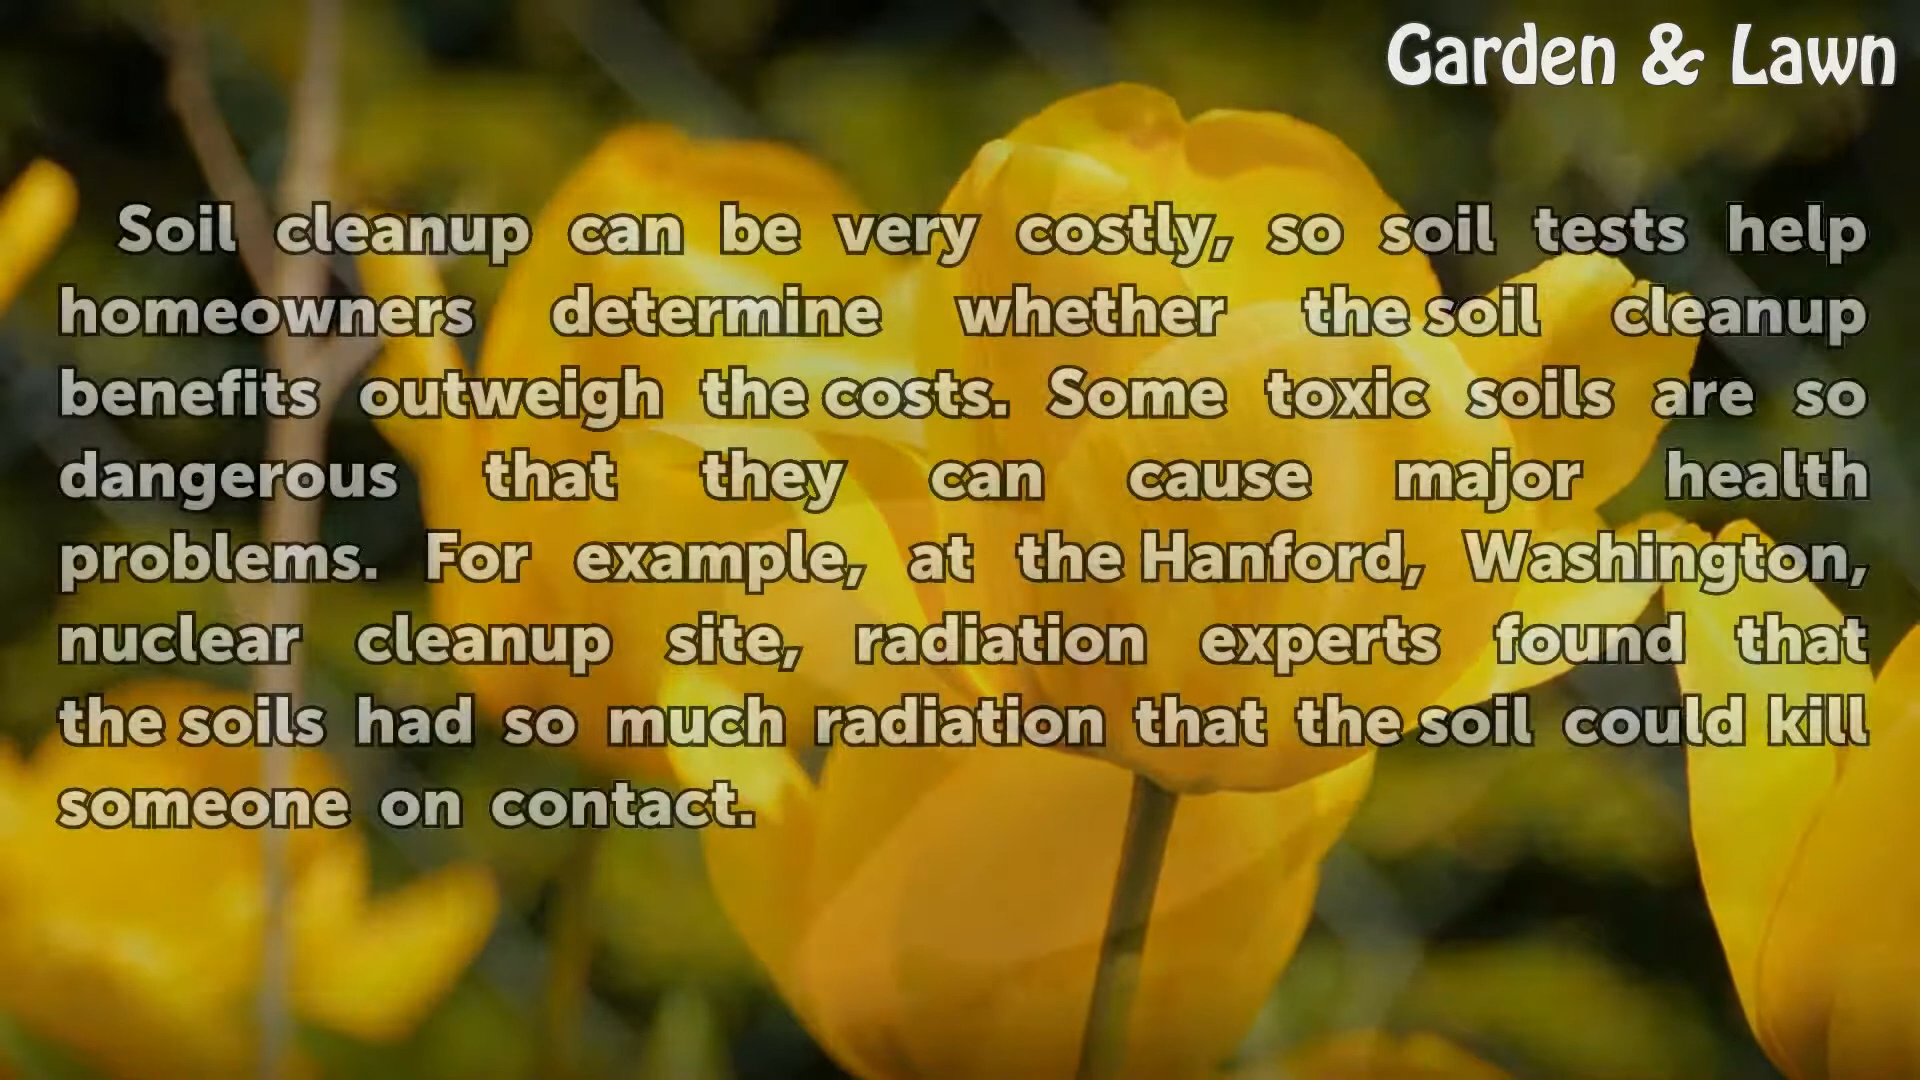 Garden & Lawn
Soil cleanup can be very costly, so soil tests help
homeowners determine whether the soil cleanup
benefits outweigh the costs. Some toxic soils are so
dangerous that they can cause major health
problems. For example, at the Hanford, Washington,
nuclear cleanup site, radiation experts found that
the soils had so much radiation that the soil could kill
someone on contact.